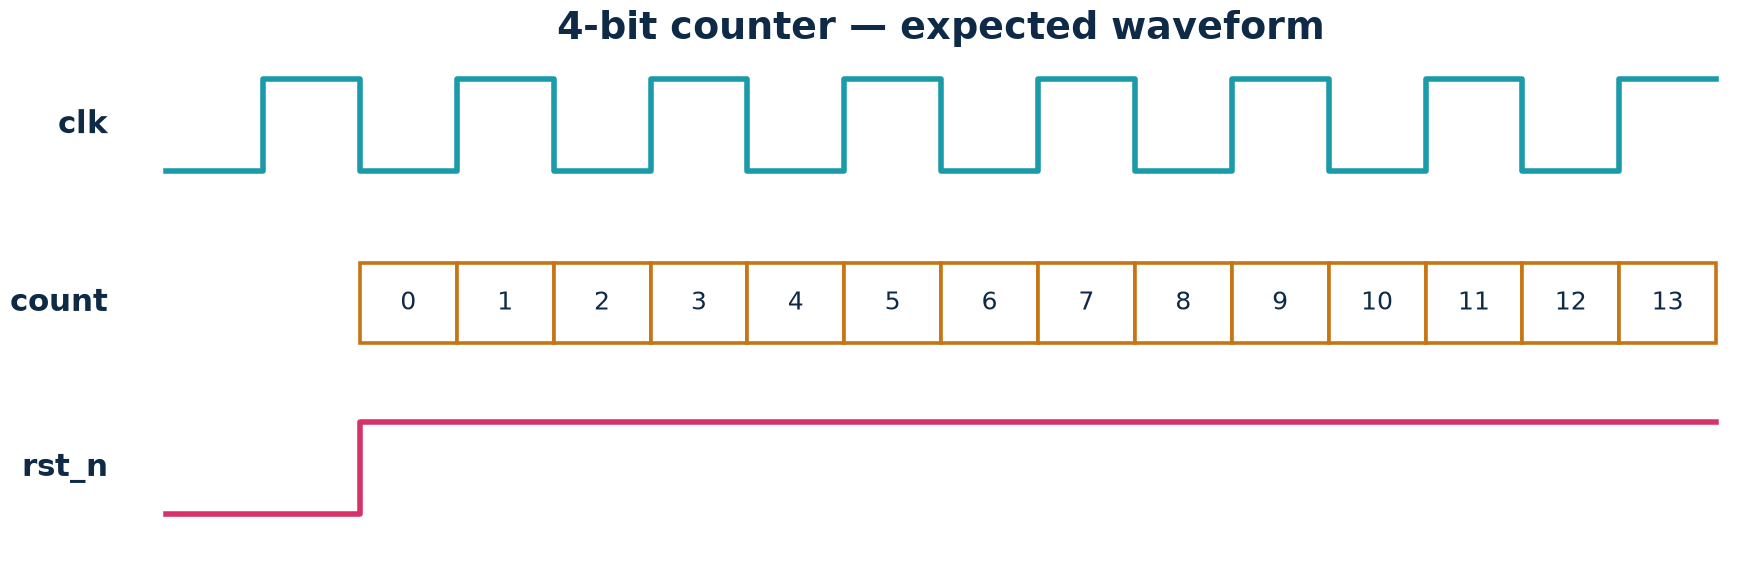 4-bit counter — expected waveform
clk
count 0 1 2 3 4 5 6 7 8 9 10 11 12 13
rst_n